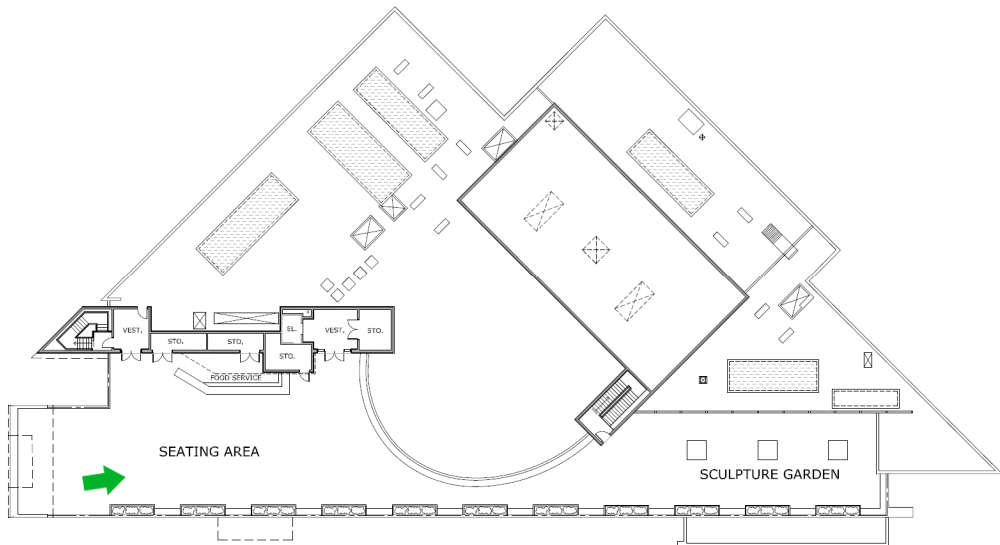 VEST.
EL.
VEST.
STO.
STO.
STO.
STO.
FOOD SERVICE
SEATING AREA
SCULPTURE GARDEN